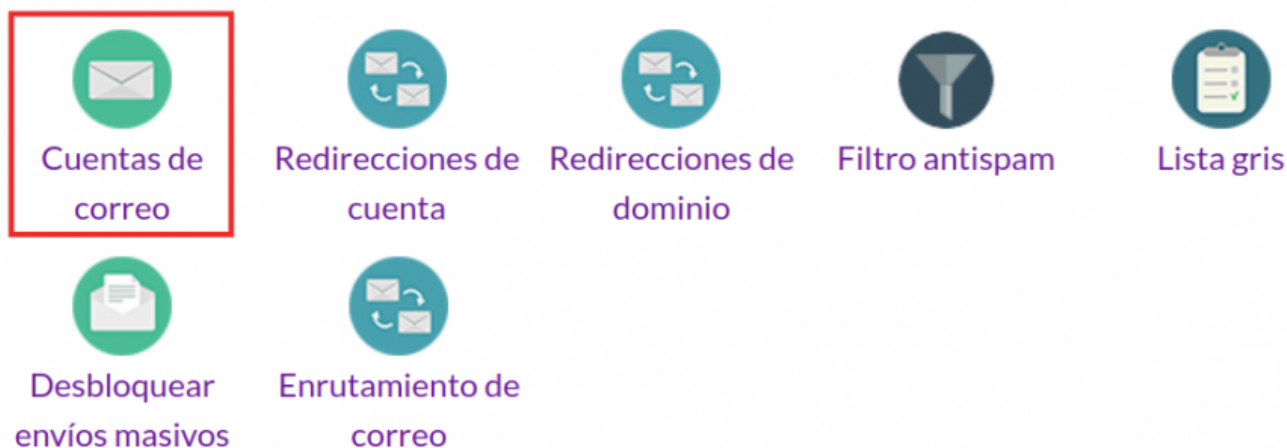 Cuentas de
correo
Redirecciones de
cuenta
Redirecciones de
dominio
Filtro antispam
Lista gris
Desbloquear
envíos masivos
Enrutamiento de
correo